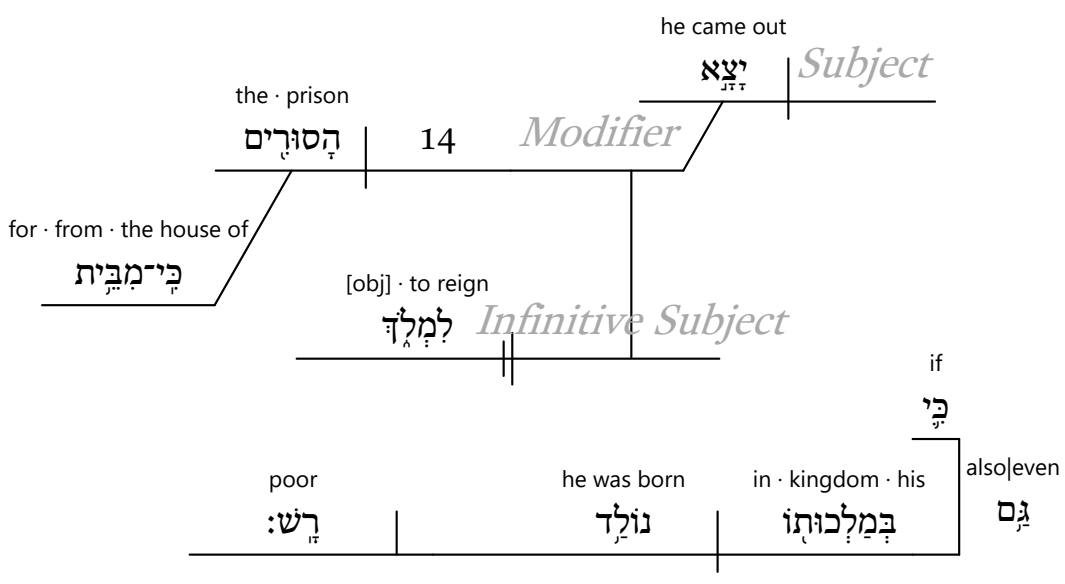 he came out
יָצָ֣א Subject
the · prison
הָסוּרִ֖ים 14 Modifier
for · from · the house of
כִּֽי־מִבֵּ֥ית
[obj] · to reign
לִמְלֹ֑ךְ Infinitive Subject
if
כִּ֛י
also|even
גַּ֥ם
poor he was born in · kingdom · his
רָֽשׁ׃ נוֹלַ֥ד בְּמַלְכוּת֖וֹ